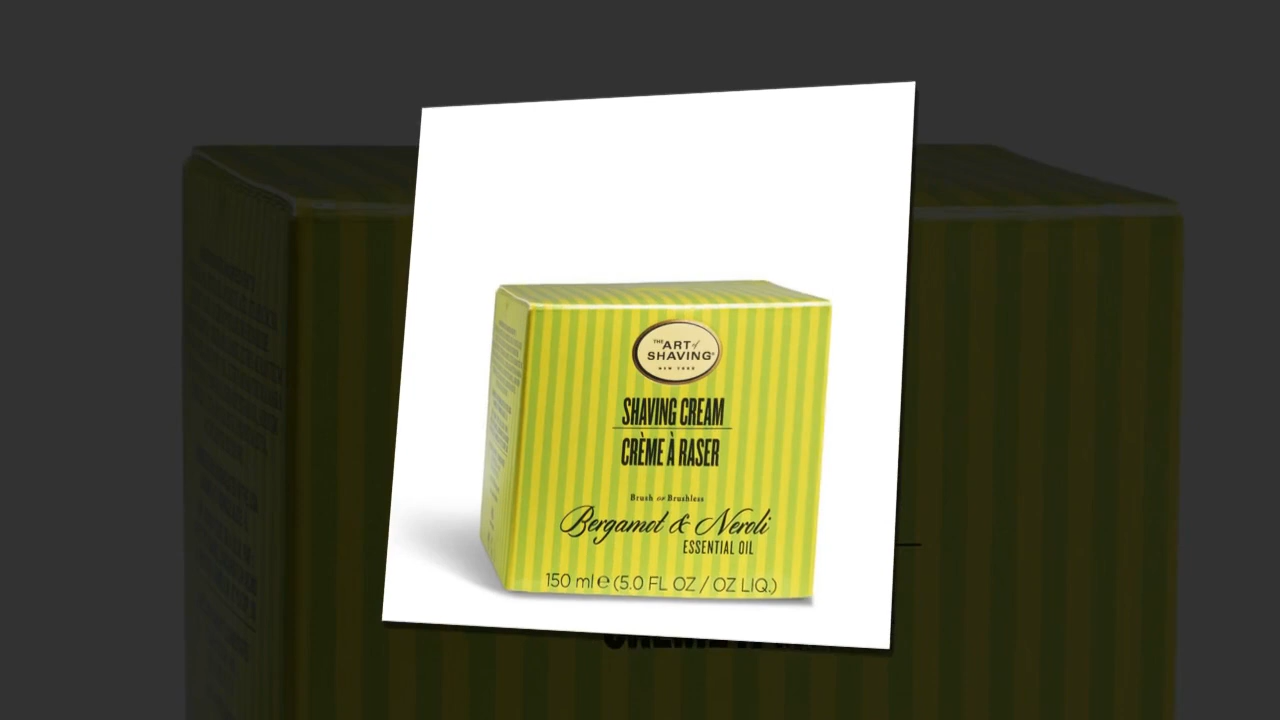 THE ART of
SHAVING®
NEW YORK
SHAVING CREAM
CRÈME À RASER
Brush or Brushless
Bergamot & Neroli
ESSENTIAL OIL
150 ml e (5.0 FL OZ / OZ LIQ.)